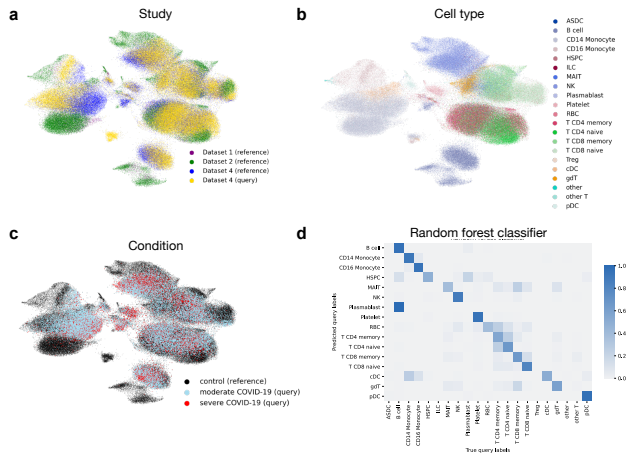 a
Study
Dataset 1 (reference)
Dataset 2 (reference)
Dataset 4 (reference)
Dataset 4 (query)
b
Cell type
ASDC
B cell
CD14 Monocyte
CD16 Monocyte
HSPC
ILC
MAIT
NK
Plasmablast
Platelet
RBC
T CD4 memory
T CD4 naive
T CD8 memory
T CD8 naive
Treg
cDC
gdT
other
other T
pDC
c
Condition
control (reference)
moderate COVID-19 (query)
severe COVID-19 (query)
d
Random forest classifier
Predicted query labels
B cell
CD14 Monocyte
CD16 Monocyte
HSPC
MAIT
NK
Plasmablast
Platelet
RBC
T CD4 memory
T CD4 naive
T CD8 memory
T CD8 naive
cDC
gdT
pDC
ASDC
B cell
CD14 Monocyte
CD16 Monocyte
HSPC
ILC
MAIT
NK
Plasmablast
Platelet
RBC
T CD4 memory
T CD4 naive
T CD8 memory
T CD8 naive
Treg
cDC
gdT
other
other T
pDC
True query labels
1.0
0.8
0.6
0.4
0.2
0.0